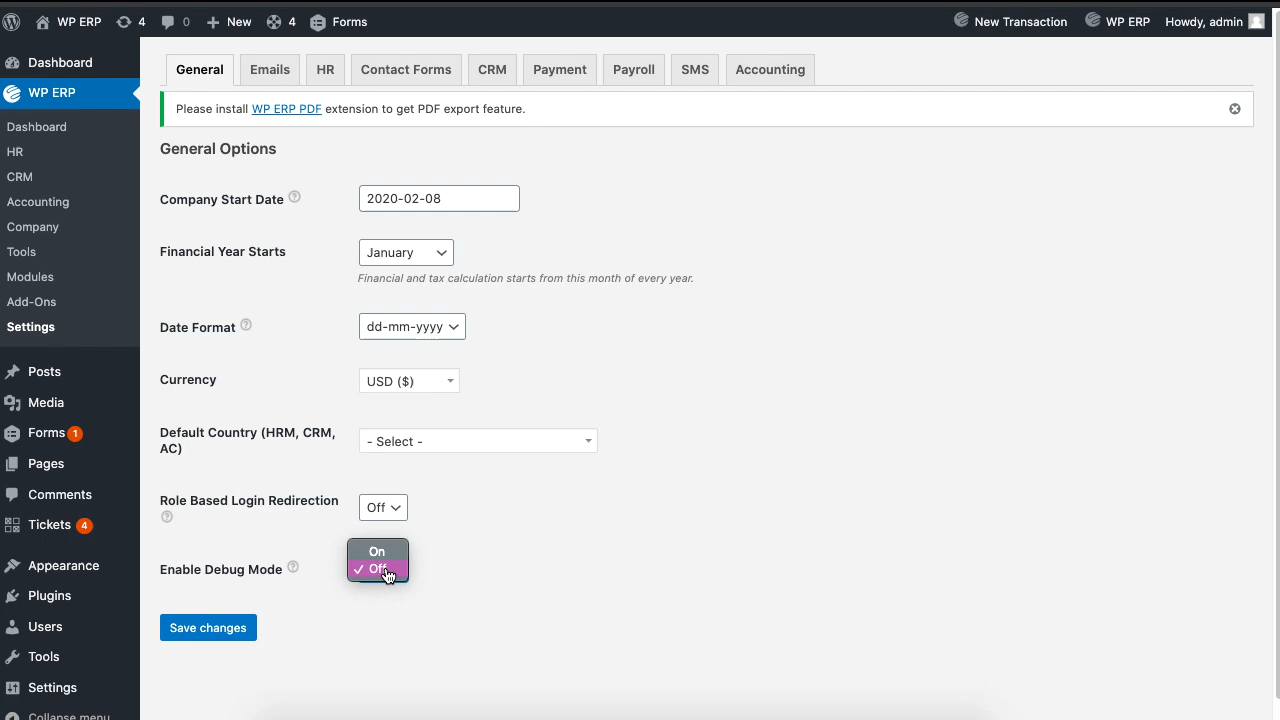 WP ERP 4 0 New 4 Forms New Transaction WP ERP Howdy, admin
Dashboard
WP ERP
Dashboard
HR
CRM
Accounting
Company
Tools
Modules
Add-Ons
Settings
Posts
Media
Forms 1
Pages
Comments
Tickets 4
Appearance
Plugins
Users
Tools
Settings
Collapse menu
General Emails HR Contact Forms CRM Payment Payroll SMS Accounting
Please install WP ERP PDF extension to get PDF export feature.
General Options
Company Start Date 2020-02-08
Financial Year Starts January
Financial and tax calculation starts from this month of every year.
Date Format dd-mm-yyyy
Currency USD ($)
Default Country (HRM, CRM,
AC)
- Select -
Role Based Login Redirection Off
On
Enable Debug Mode Off
Save changes